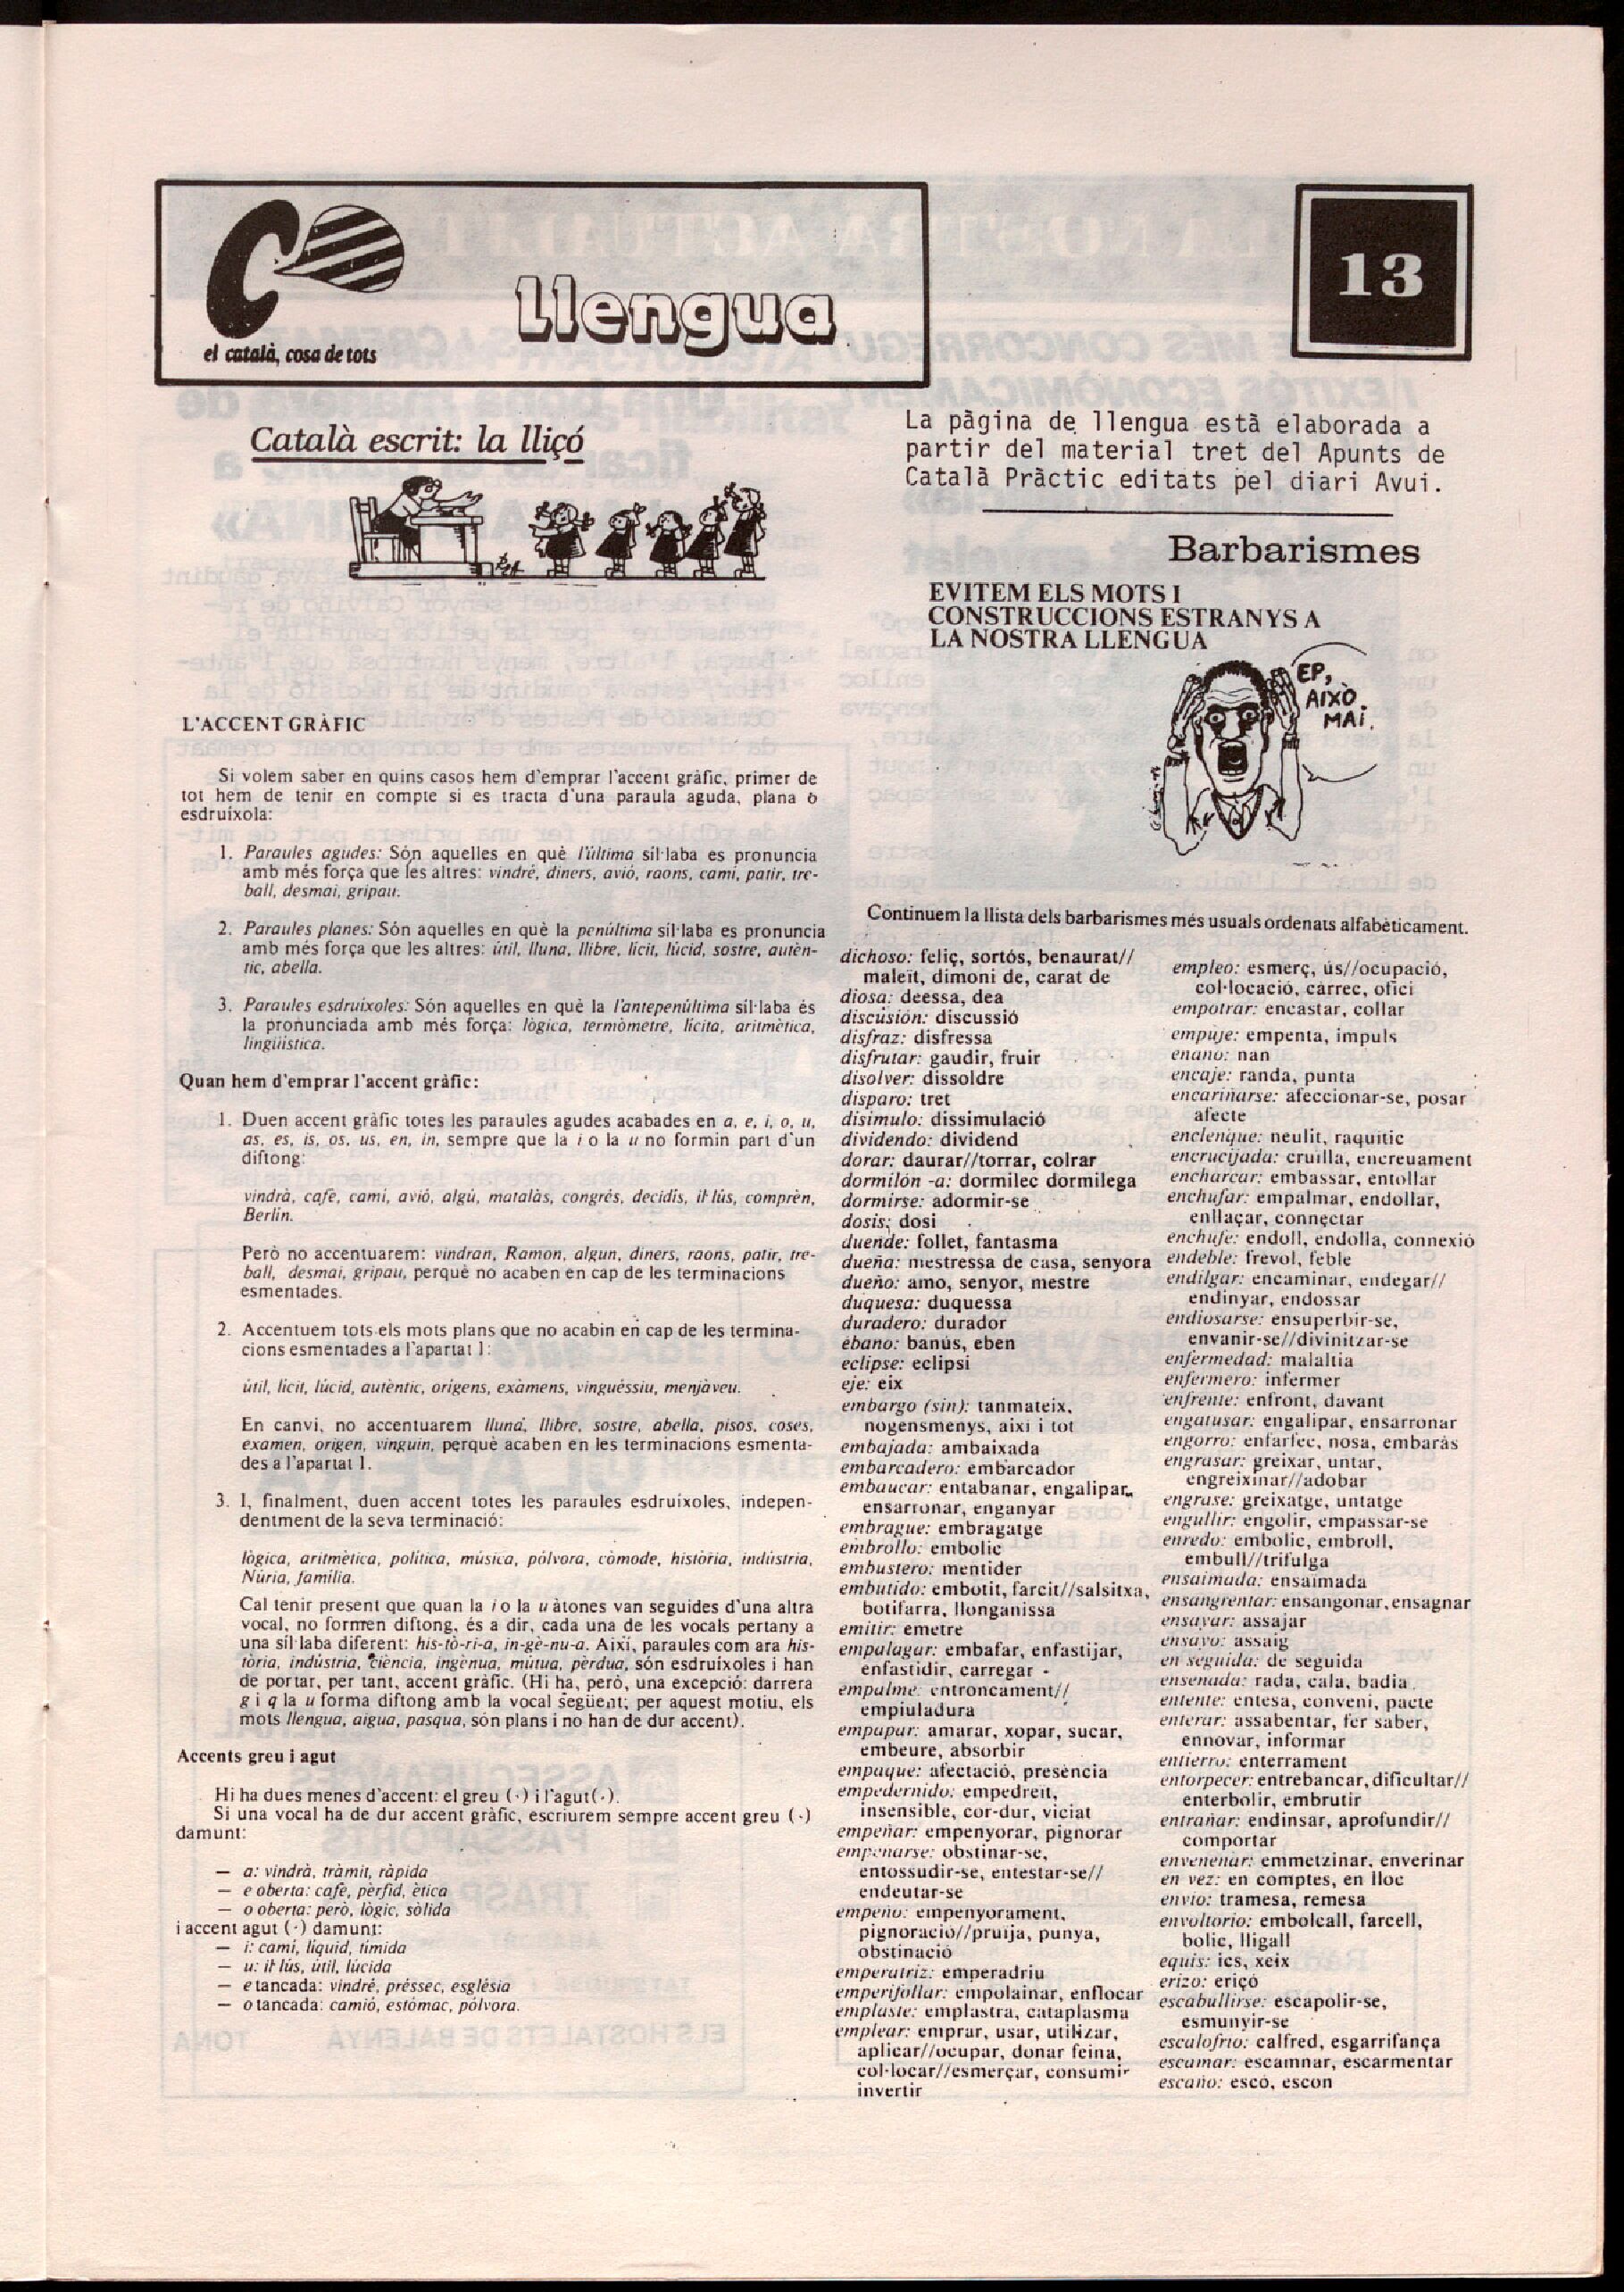 el català, cosa de tots
Llengua
13
Català escrit: la lliçó
L'ACCENT GRÀFIC
Si volem saber en quins casos hem d'emprar l'accent gràfic, primer de
tot hem de tenir en compte si es tracta d'una paraula aguda, plana o
esdruíxola:
1. Paraules agudes: Són aquelles en què l'última síl·laba es pronuncia
amb més força que les altres: vindré, diners, avió, raons, camí, patir, tre-
ball, desmai, gripau.
2. Paraules planes: Són aquelles en què la penúltima síl·laba es pronuncia
amb més força que les altres: útil, lluna, llibre, lícit, lúcid, sostre, autèn-
tic, abella.
3. Paraules esdruíxoles: Són aquelles en què la l'antepenúltima síl·laba és
la pronunciada amb més força: lògica, termòmetre, lícita, aritmètica,
lingüística.
Quan hem d'emprar l'accent gràfic:
1. Duen accent gràfic totes les paraules agudes acabades en a, e, i, o, u,
as, es, is, os, us, en, in, sempre que la i o la u no formin part d'un
diftong:
vindrà, cafè, camí, avió, algú, matalàs, congrés, decidís, il·lús, comprèn,
Berlín.
Però no accentuarem: vindran, Ramon, algun, diners, raons, patir, tre-
ball, desmai, gripau, perquè no acaben en cap de les terminacions
esmentades.
2. Accentuem tots els mots plans que no acabin en cap de les termina-
cions esmentades a l'apartat 1:
útil, lícit, lúcid, autèntic, orígens, exàmens, vinguéssiu, menjàveu.
En canvi, no accentuarem lluna, llibre, sostre, abella, pisos, coses,
examen, origen, vinguin, perquè acaben en les terminacions esmenta-
des a l'apartat 1.
3. I, finalment, duen accent totes les paraules esdruíxoles, indepen-
dentment de la seva terminació:
lògica, aritmètica, política, música, pólvora, còmode, història, indústria,
Núria, família.
Cal tenir present que quan la i o la u àtones van seguides d'una altra
vocal, no formen diftong, és a dir, cada una de les vocals pertany a
una síl·laba diferent: his-tò-ri-a, in-gè-nu-a. Així, paraules com ara his-
tòria, indústria, ciència, ingènua, mútua, pèrdua, són esdruíxoles i han
de portar, per tant, accent gràfic. (Hi ha, però, una excepció: darrera
g i q la u forma diftong amb la vocal següent; per aquest motiu, els
mots llengua, aigua, pasqua, són plans i no han de dur accent).
Accents greu i agut
Hi ha dues menes d'accent: el greu (`) i l'agut (´).
Si una vocal ha de dur accent gràfic, escriurem sempre accent greu (`)
damunt:
— a: vindrà, tràmit, ràpida
— e oberta: cafè, pèrfid, ètica
— o oberta: però, lògic, sòlida
i accent agut (´) damunt:
— i: camí, líquid, tímida
— u: il·lús, útil, lúcida
— e tancada: vindré, préssec, església
— o tancada: camió, estómac, pólvora.
La pàgina de llengua està elaborada a
partir del material tret del Apunts de
Català Pràctic editats pel diari Avui.
Barbarismes
EVITEM ELS MOTS I
CONSTRUCCIONS ESTRANYS A
LA NOSTRA LLENGUA
EP,
AIXÒ
MAI.
Continuem la llista dels barbarismes més usuals ordenats alfabèticament.
dichoso: feliç, sortós, benaurat//
maleït, dimoni de, carat de
diosa: deessa, dea
discusión: discussió
disfraz: disfressa
disfrutar: gaudir, fruir
disolver: dissoldre
disparo: tret
disimulo: dissimulació
dividendo: dividend
dorar: daurar//torrar, colrar
dormilón -a: dormilec dormilega
dormirse: adormir-se
dosis: dosi
duende: follet, fantasma
dueña: mestressa de casa, senyora
dueño: amo, senyor, mestre
duquesa: duquessa
duradero: durador
ébano: banús, eben
eclipse: eclipsi
eje: eix
embargo (sin): tanmateix,
nogensmenys, així i tot
embajada: ambaixada
embarcadero: embarcador
embaucar: entabanar, engalipar,
ensarronar, enganyar
embrague: embragatge
embrollo: embolic
embustero: mentider
embutido: embotit, farcit//salsitxa,
botifarra, llonganissa
emitir: emetre
empalagar: embafar, enfastijar,
enfastidir, carregar
empalme: entroncament//
empiuladura
empapar: amarar, xopar, sucar,
embeure, absorbir
empaque: afectació, presència
empedernido: empedreït,
insensible, cor-dur, viciat
empeñar: empenyorar, pignorar
empeñarse: obstinar-se,
entossudir-se, entestar-se//
endeutar-se
empeño: empenyorament,
pignoració//pruïja, punya,
obstinació
emperatriz: emperadriu
emperifollar: empolainar, enflocar
emplaste: emplastra, cataplasma
emplear: emprar, usar, utilizar,
aplicar//ocupar, donar feina,
col·locar//esmerçar, consumir
invertir
empleo: esmerç, ús//ocupació,
col·locació, càrrec, ofici
empotrar: encastar, collar
empuje: empenta, impuls
enano: nan
encaje: randa, punta
encariñarse: afeccionar-se, posar
afecte
enclenque: neulit, raquític
encrucijada: cruïlla, encreuament
encharcar: embassar, entollar
enchufar: empalmar, endollar,
enllaçar, connectar
enchufe: endoll, endolla, connexió
endeble: frèvol, feble
endilgar: encaminar, endegar//
endinyar, endossar
endiosarse: ensuperbir-se,
envanir-se//divinitzar-se
enfermedad: malaltia
enfermero: infermer
enfrente: enfront, davant
engatusar: engalipar, ensarronar
engorro: enfarfec, nosa, embaràs
engrasar: greixar, untar,
engreixinar//adobar
engrase: greixatge, untatge
engullir: engolir, empassar-se
enredo: embolic, embroll,
embull//trifulga
ensaimada: ensaïmada
ensangrentar: ensangonar, ensagnar
ensayar: assajar
ensayo: assaig
en seguida: de seguida
ensenada: rada, cala, badia
entente: entesa, conveni, pacte
enterar: assabentar, fer saber,
ennovar, informar
entierro: enterrament
entorpecer: entrebancar, dificultar//
enterbolir, embrutir
entrañar: endinsar, aprofundir//
comportar
envenenar: emmetzinar, enverinar
en vez: en comptes, en lloc
envío: tramesa, remesa
envoltorio: embolcall, farcell,
bolic, lligall
equis: ics, xeix
erizo: eriçó
escabullirse: escapolir-se,
esmunyir-se
escalofrío: calfred, esgarrifança
escamar: escamnar, escarmentar
escaño: escó, escon